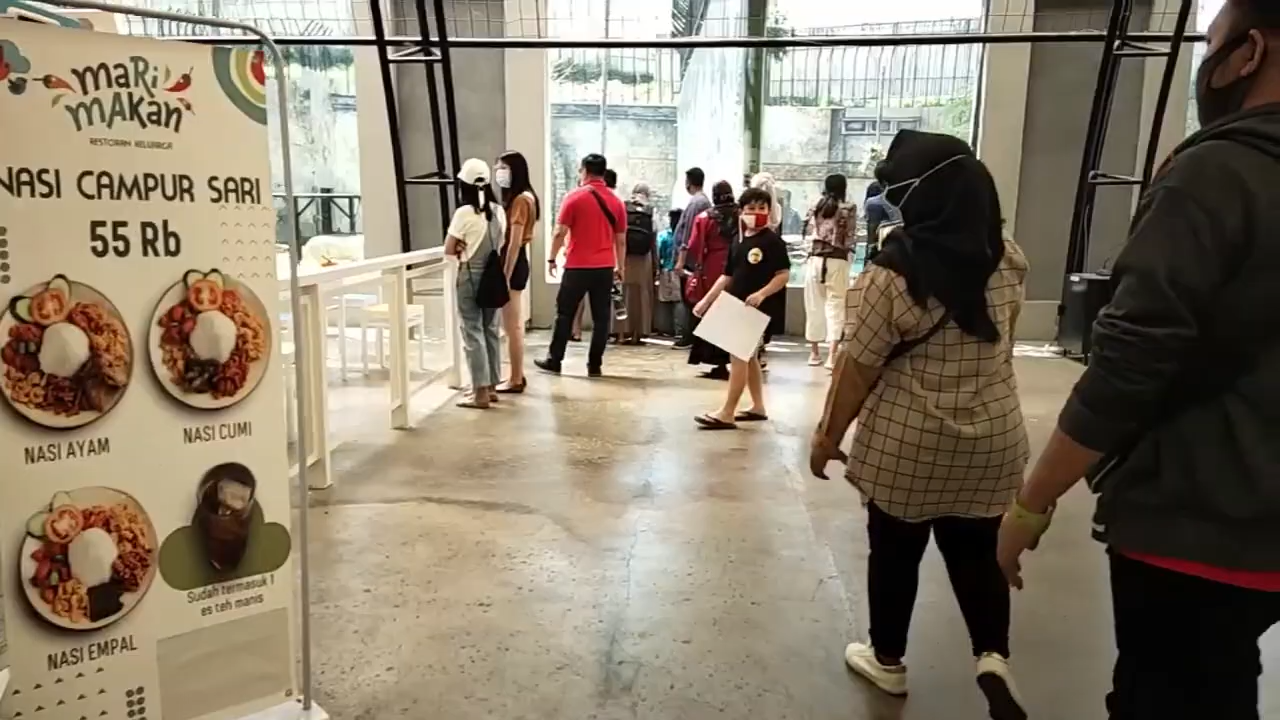 maRi
mAKan
RESTORAN KELUARGA
NASI CAMPUR SARI
55 Rb
NASI AYAM
NASI CUMI
NASI EMPAL
Sudah termasuk 1
es teh manis